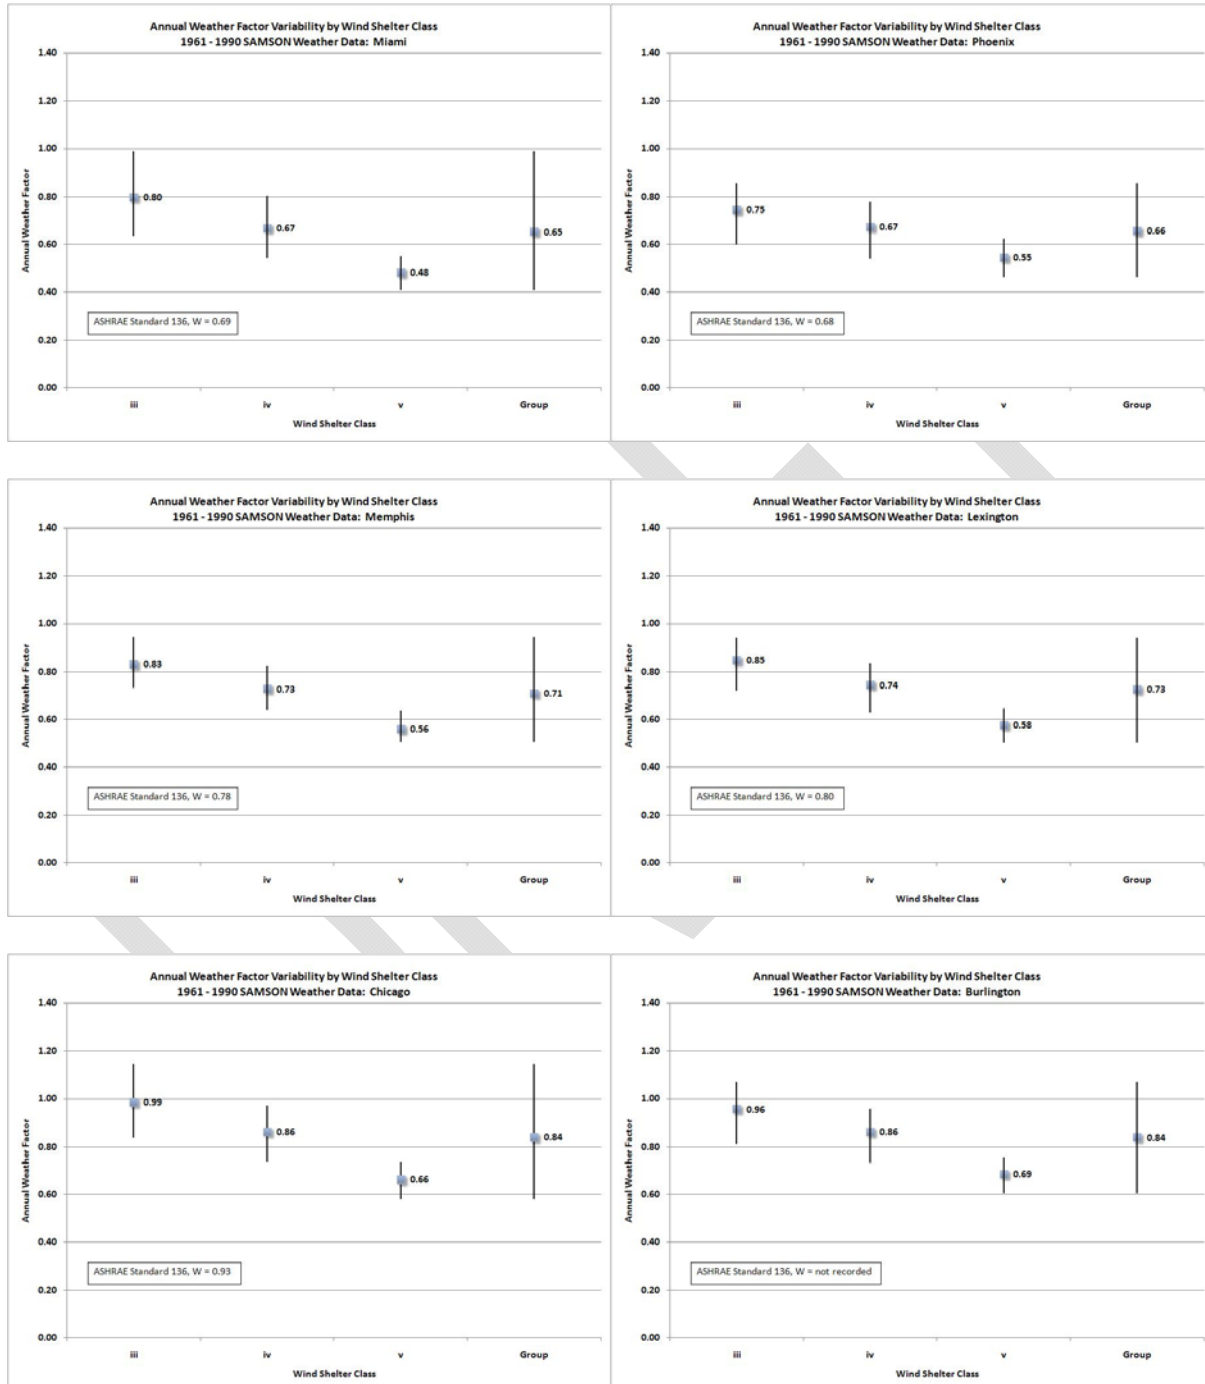 Annual Weather Factor Variability by Wind Shelter Class
1961 - 1990 SAMSON Weather Data: Miami
1.40
1.20
1.00
0.80
0.60
0.40
0.20
0.00
Annual Weather Factor
0.80
0.67
0.48
0.65
ASHRAE Standard 136, W = 0.69
iii
iv
v
Group
Wind Shelter Class
Annual Weather Factor Variability by Wind Shelter Class
1961 - 1990 SAMSON Weather Data: Phoenix
1.40
1.20
1.00
0.80
0.60
0.40
0.20
0.00
Annual Weather Factor
0.75
0.67
0.55
0.66
ASHRAE Standard 136, W = 0.68
iii
iv
v
Group
Wind Shelter Class
Annual Weather Factor Variability by Wind Shelter Class
1961 - 1990 SAMSON Weather Data: Memphis
1.40
1.20
1.00
0.80
0.60
0.40
0.20
0.00
Annual Weather Factor
0.83
0.73
0.56
0.71
ASHRAE Standard 136, W = 0.78
iii
iv
v
Group
Wind Shelter Class
Annual Weather Factor Variability by Wind Shelter Class
1961 - 1990 SAMSON Weather Data: Lexington
1.40
1.20
1.00
0.80
0.60
0.40
0.20
0.00
Annual Weather Factor
0.85
0.74
0.58
0.73
ASHRAE Standard 136, W = 0.80
iii
iv
v
Group
Wind Shelter Class
Annual Weather Factor Variability by Wind Shelter Class
1961 - 1990 SAMSON Weather Data: Chicago
1.40
1.20
1.00
0.80
0.60
0.40
0.20
0.00
Annual Weather Factor
0.99
0.86
0.66
0.84
ASHRAE Standard 136, W = 0.93
iii
iv
v
Group
Wind Shelter Class
Annual Weather Factor Variability by Wind Shelter Class
1961 - 1990 SAMSON Weather Data: Burlington
1.40
1.20
1.00
0.80
0.60
0.40
0.20
0.00
Annual Weather Factor
0.96
0.86
0.69
0.84
ASHRAE Standard 136, W = not recorded
iii
iv
v
Group
Wind Shelter Class